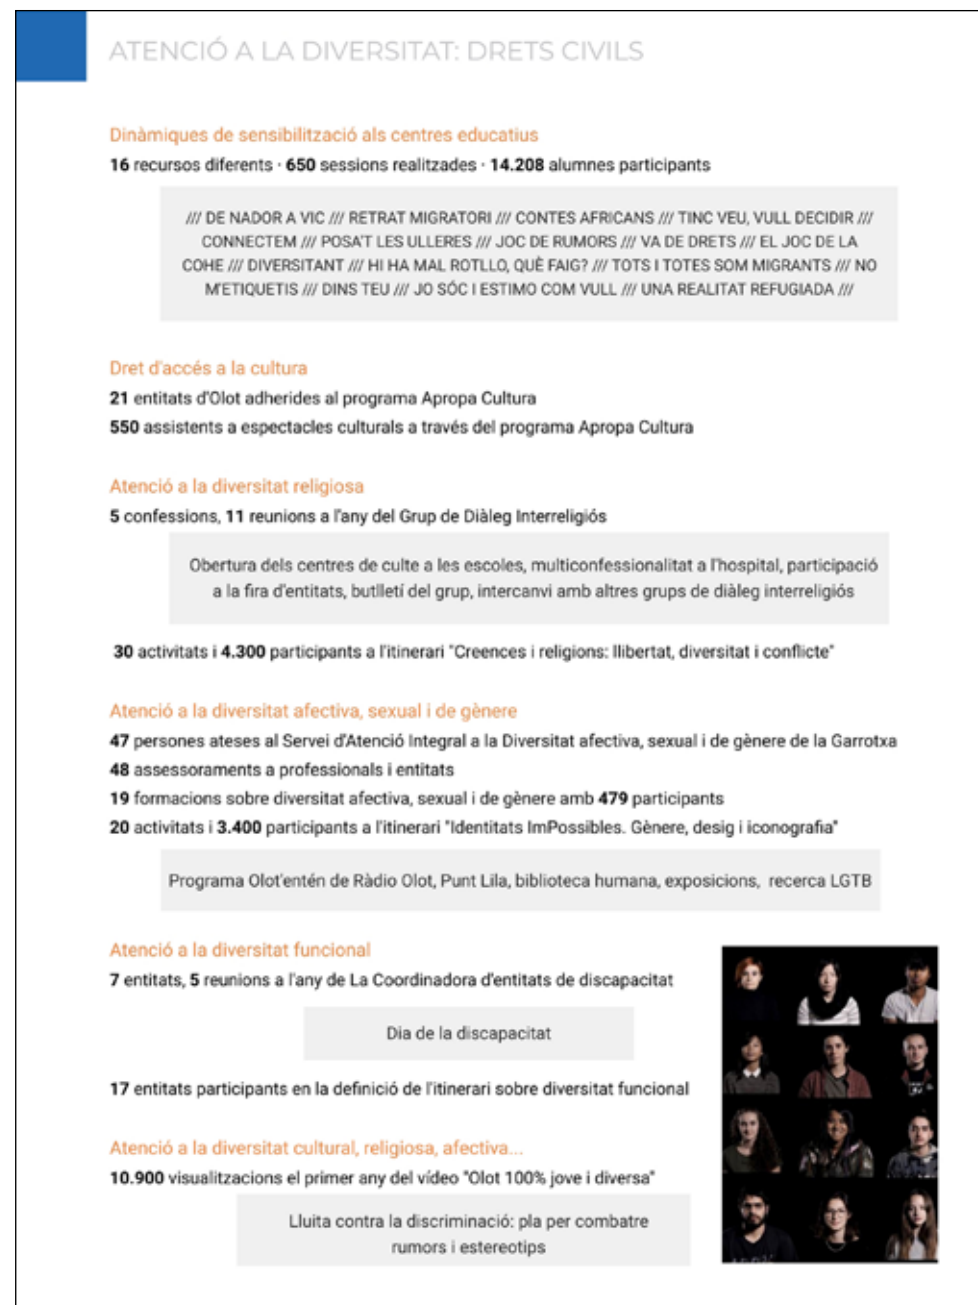 ATENCIÓ A LA DIVERSITAT: DRETS CIVILS
Dinàmiques de sensibilització als centres educatius
16 recursos diferents · 650 sessions realitzades · 14.208 alumnes participants
/// DE NADOR A VIC /// RETRAT MIGRATORI /// CONTES AFRICANS /// TINC VEU, VULL DECIDIR ///
CONNECTEM /// POSA'T LES ULLERES /// JOC DE RUMORS /// VA DE DRETS /// EL JOC DE LA
COHE /// DIVERSITANT /// HI HA MAL ROTLLO, QUÈ FAIG? /// TOTS I TOTES SOM MIGRANTS /// NO
M'ETIQUETIS /// DINS TEU /// JO SÓC I ESTIMO COM VULL /// UNA REALITAT REFUGIADA ///
Dret d'accés a la cultura
21 entitats d'Olot adherides al programa Apropa Cultura
550 assistents a espectacles culturals a través del programa Apropa Cultura
Atenció a la diversitat religiosa
5 confessions, 11 reunions a l'any del Grup de Diàleg Interreligiós
Obertura dels centres de culte a les escoles, multiconfessionalitat a l'hospital, participació
a la fira d'entitats, butlletí del grup, intercanvi amb altres grups de diàleg interreligiós
30 activitats i 4.300 participants a l'itinerari "Creences i religions: llibertat, diversitat i conflicte"
Atenció a la diversitat afectiva, sexual i de gènere
47 persones ateses al Servei d'Atenció Integral a la Diversitat afectiva, sexual i de gènere de la Garrotxa
48 assessoraments a professionals i entitats
19 formacions sobre diversitat afectiva, sexual i de gènere amb 479 participants
20 activitats i 3.400 participants a l'itinerari "Identitats ImPossibles. Gènere, desig i iconografia"
Programa Olot'entén de Ràdio Olot, Punt Lila, biblioteca humana, exposicions, recerca LGTB
Atenció a la diversitat funcional
7 entitats, 5 reunions a l'any de La Coordinadora d'entitats de discapacitat
Dia de la discapacitat
17 entitats participants en la definició de l'itinerari sobre diversitat funcional
Atenció a la diversitat cultural, religiosa, afectiva...
10.900 visualitzacions el primer any del vídeo "Olot 100% jove i diversa"
Lluita contra la discriminació: pla per combatre
rumors i estereotips